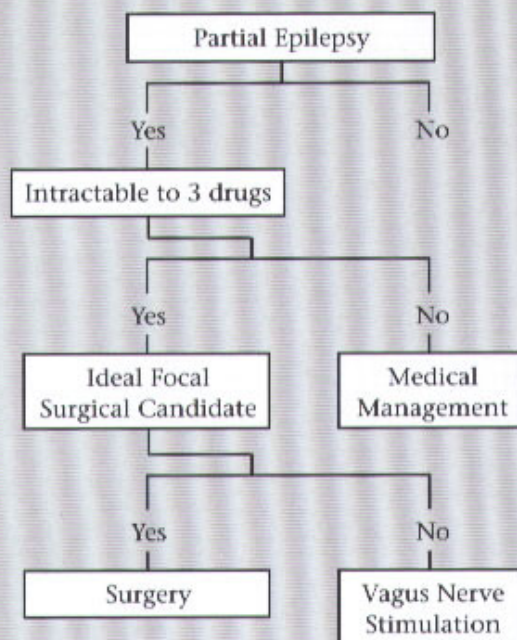 Partial Epilepsy
Yes
No
Intractable to 3 drugs
Yes
No
Ideal Focal
Surgical Candidate
Medical
Management
Yes
No
Surgery
Vagus Nerve
Stimulation